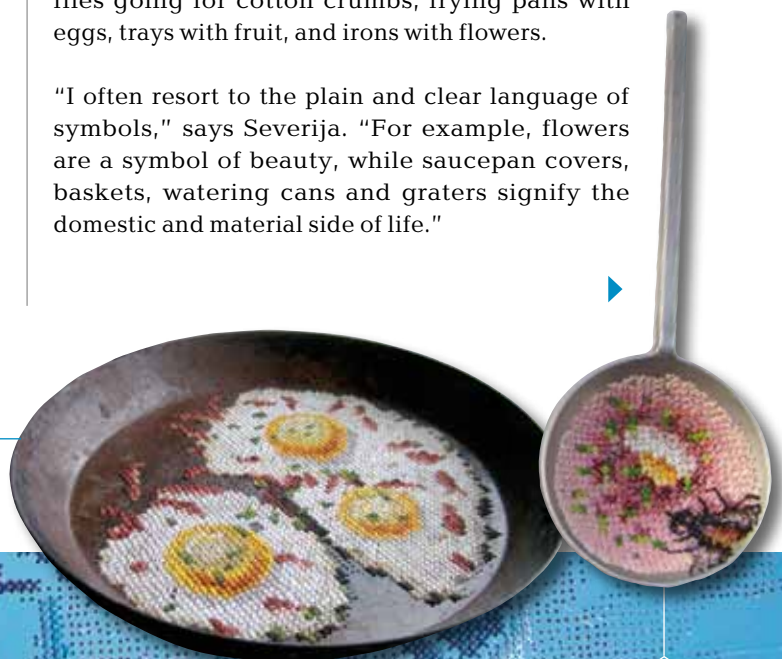 going for cotton crumbs, frying pans with
eggs, trays with fruit, and irons with flowers.
“I often resort to the plain and clear language of
symbols,” says Severija. “For example, flowers
are a symbol of beauty, while saucepan covers,
baskets, watering cans and graters signify the
domestic and material side of life.”